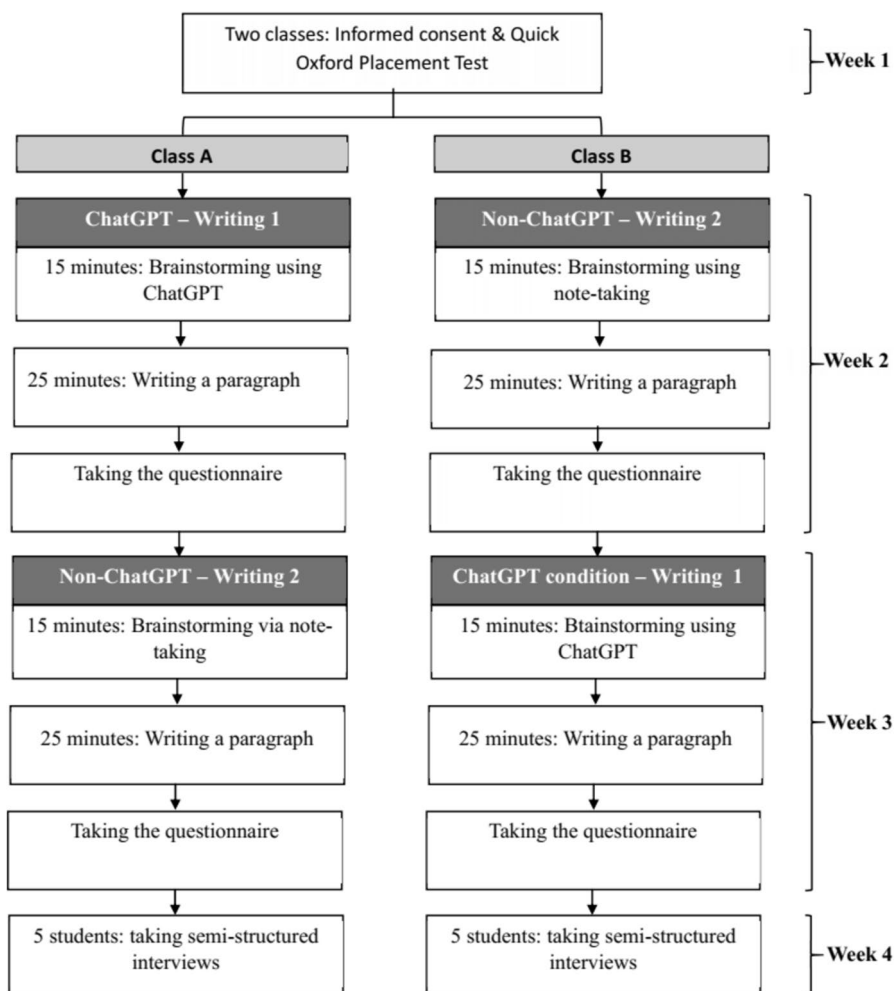 Two classes: Informed consent & Quick
Oxford Placement Test
Week 1
Class A
Class B
ChatGPT – Writing 1
Non-ChatGPT – Writing 2
15 minutes: Brainstorming using
ChatGPT
15 minutes: Brainstorming using
note-taking
25 minutes: Writing a paragraph
25 minutes: Writing a paragraph
Week 2
Taking the questionnaire
Taking the questionnaire
Non-ChatGPT – Writing 2
ChatGPT condition – Writing 1
15 minutes: Brainstorming via note-
taking
15 minutes: Btainstorming using
ChatGPT
25 minutes: Writing a paragraph
25 minutes: Writing a paragraph
Week 3
Taking the questionnaire
Taking the questionnaire
5 students: taking semi-structured
interviews
5 students: taking semi-structured
interviews
Week 4